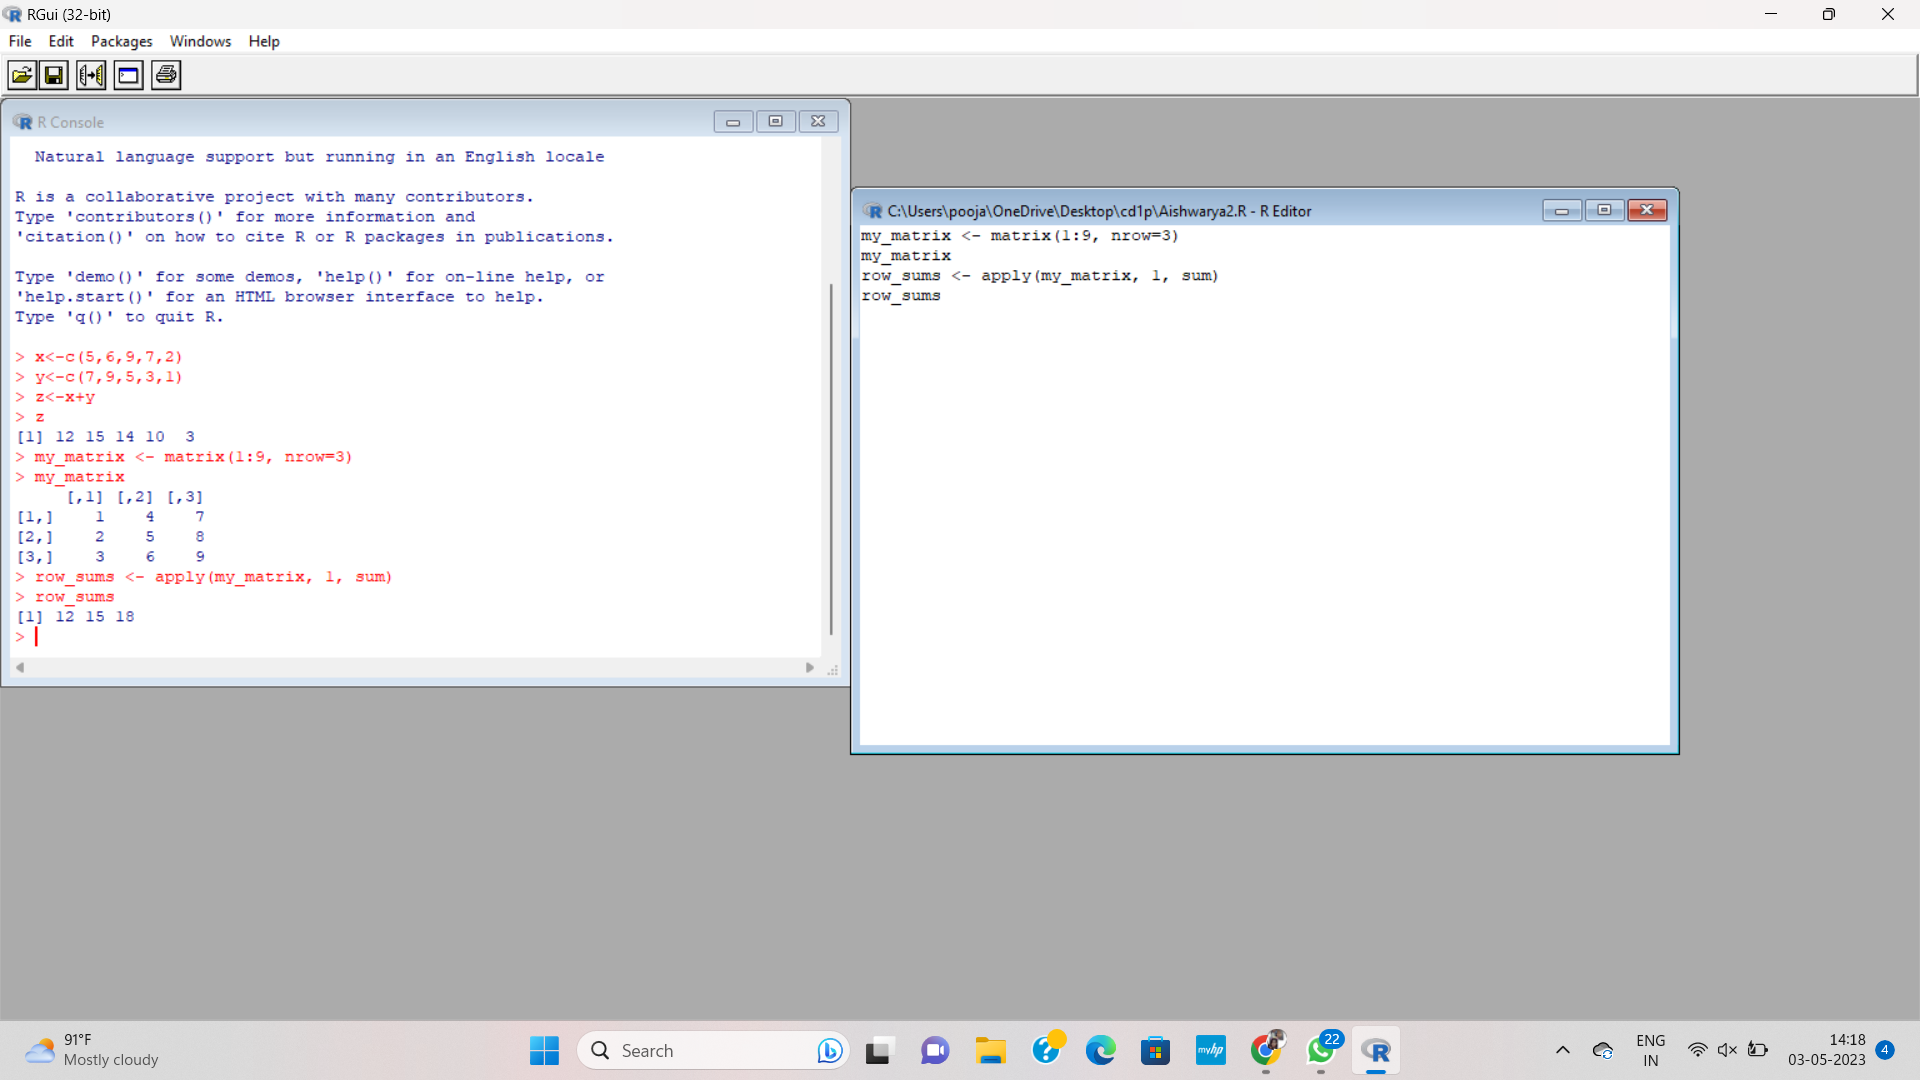 RGui (32-bit)
File Edit Packages Windows Help
R Console
Natural language support but running in an English locale
R is a collaborative project with many contributors.
Type 'contributors()' for more information and
'citation()' on how to cite R or R packages in publications.
Type 'demo()' for some demos, 'help()' for on-line help, or
'help.start()' for an HTML browser interface to help.
Type 'q()' to quit R.
> x<-c(5,6,9,7,2)
> y<-c(7,9,5,3,1)
> z<-x+y
> z
[1] 12 15 14 10  3
> my_matrix <- matrix(1:9, nrow=3)
> my_matrix
     [,1] [,2] [,3]
[1,]    1    4    7
[2,]    2    5    8
[3,]    3    6    9
> row_sums <- apply(my_matrix, 1, sum)
> row_sums
[1] 12 15 18
>
C:\Users\pooja\OneDrive\Desktop\cd1p\Aishwarya2.R - R Editor
my_matrix <- matrix(1:9, nrow=3)
my_matrix
row_sums <- apply(my_matrix, 1, sum)
row_sums
91°F
Mostly cloudy
Search
myhp
22
ENG
IN
14:18
03-05-2023
4